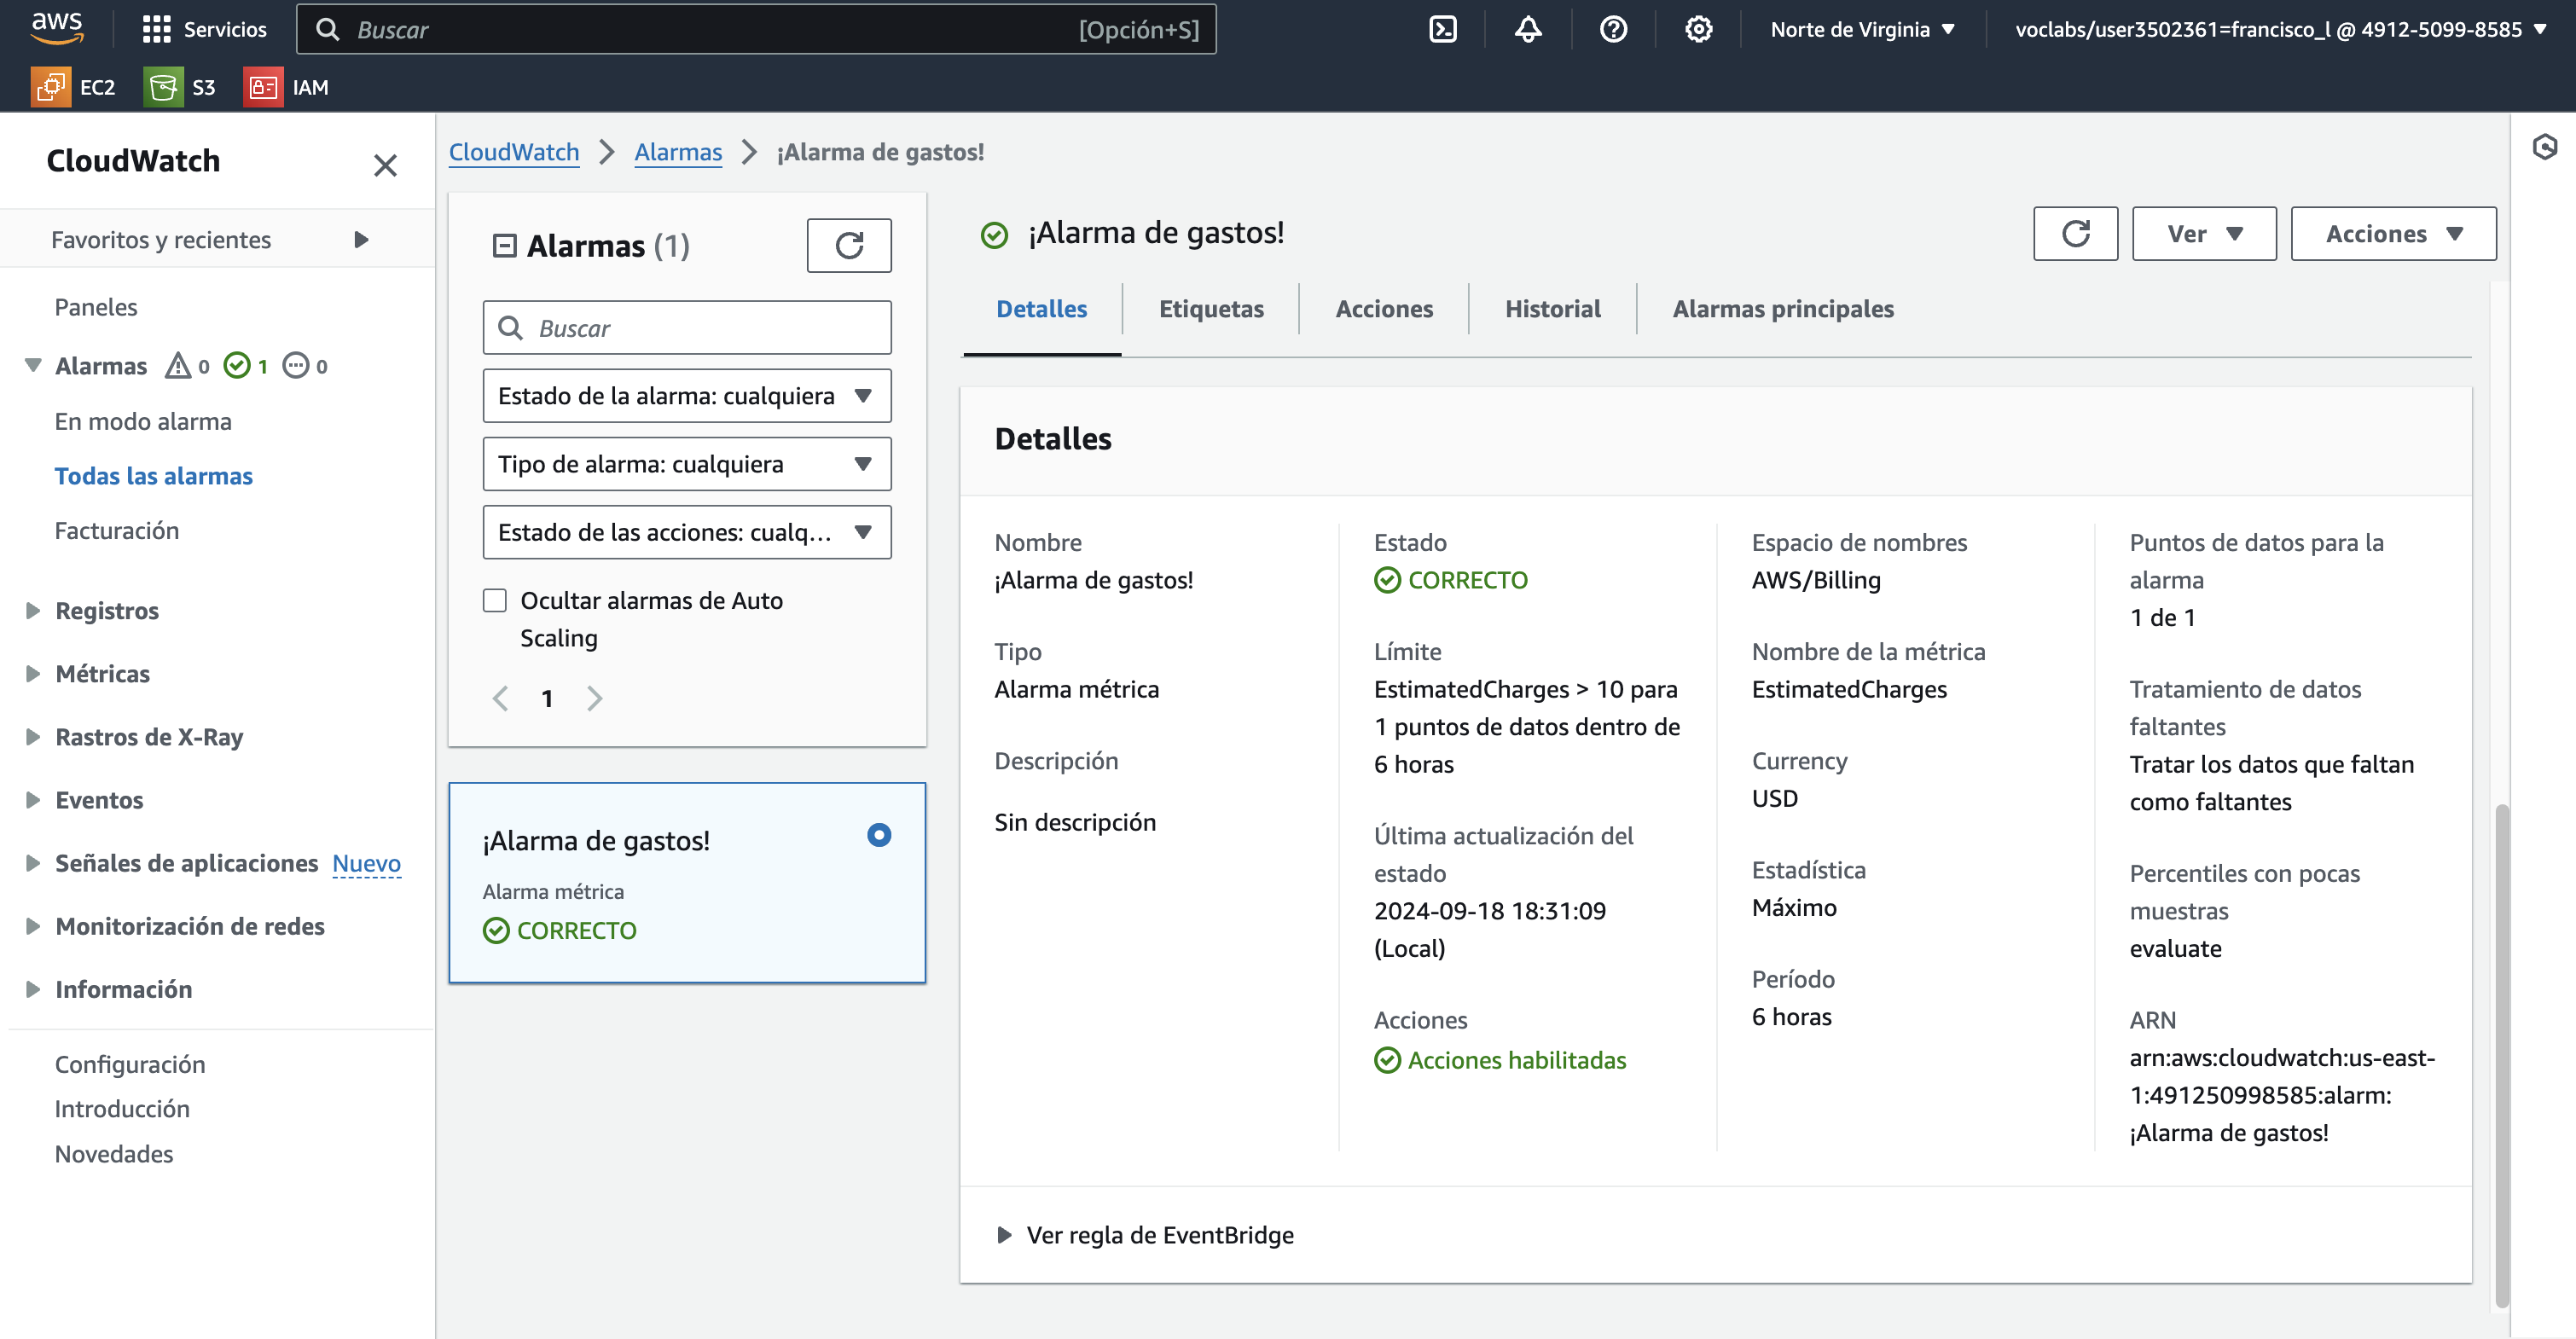 aws
Servicios
Buscar
[Opción+S]
Norte de Virginia
voclabs/user3502361=francisco_l @ 4912-5099-8585
EC2
S3
IAM
CloudWatch
Favoritos y recientes
Paneles
Alarmas 0 1 0
En modo alarma
Todas las alarmas
Facturación
Registros
Métricas
Rastros de X-Ray
Eventos
Señales de aplicaciones Nuevo
Monitorización de redes
Información
Configuración
Introducción
Novedades
CloudWatch
Alarmas
¡Alarma de gastos!
Alarmas (1)
Buscar
Estado de la alarma: cualquiera
Tipo de alarma: cualquiera
Estado de las acciones: cualq...
Ocultar alarmas de Auto
Scaling
1
¡Alarma de gastos!
Alarma métrica
CORRECTO
¡Alarma de gastos!
Ver
Acciones
Detalles
Etiquetas
Acciones
Historial
Alarmas principales
Detalles
Nombre
¡Alarma de gastos!
Tipo
Alarma métrica
Descripción
Sin descripción
Estado
CORRECTO
Límite
EstimatedCharges > 10 para
1 puntos de datos dentro de
6 horas
Última actualización del
estado
2024-09-18 18:31:09
(Local)
Acciones
Acciones habilitadas
Espacio de nombres
AWS/Billing
Nombre de la métrica
EstimatedCharges
Currency
USD
Estadística
Máximo
Período
6 horas
Puntos de datos para la
alarma
1 de 1
Tratamiento de datos
faltantes
Tratar los datos que faltan
como faltantes
Percentiles con pocas
muestras
evaluate
ARN
arn:aws:cloudwatch:us-east-
1:491250998585:alarm:
¡Alarma de gastos!
Ver regla de EventBridge